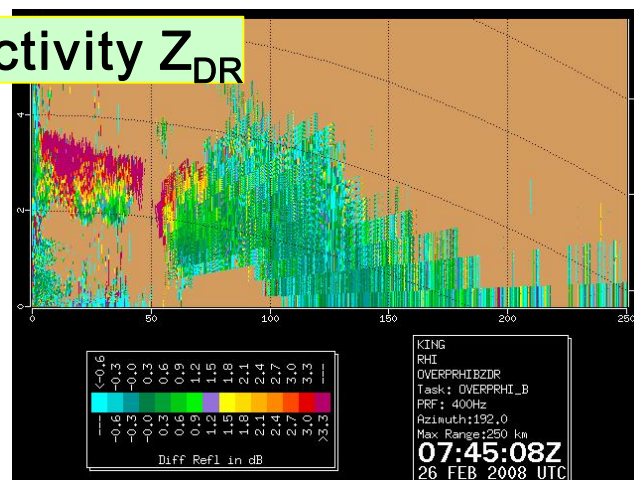 ctivity Z_DR
4
2
0
0 50 100 150 200 250
<-0.6 -0.3 -0.0 0.3 0.6 0.9 1.2 1.5 1.8 2.1 2.4 2.7 3.0 3.3 ---
--- -0.6 -0.3 -0.0 0.3 0.6 0.9 1.2 1.5 1.8 2.1 2.4 2.7 3.0 >3.3
Diff Refl in dB
KING
RHI
OVERPRHIBZDR
Task: OVERPRHI_B
PRF: 400Hz
Azimuth:192.0
Max Range:250 km
07:45:08Z
26 FEB 2008 UTC